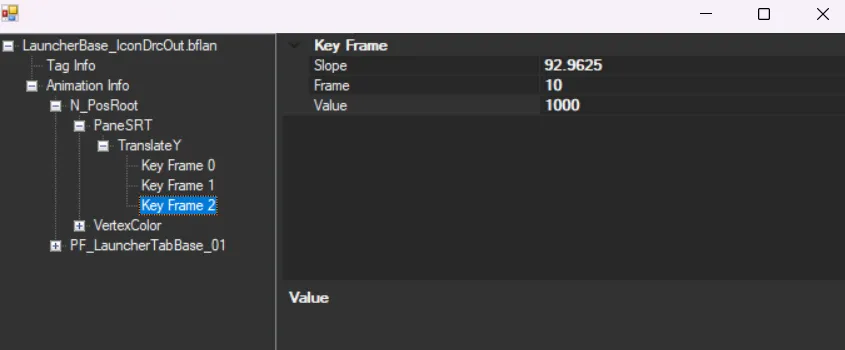 LauncherBase_IconDrcOut.bflan
Tag Info
Animation Info
N_PosRoot
PaneSRT
TranslateY
Key Frame 0
Key Frame 1
Key Frame 2
VertexColor
PF_LauncherTabBase_01
Key Frame
Slope 92.9625
Frame 10
Value 1000
Value